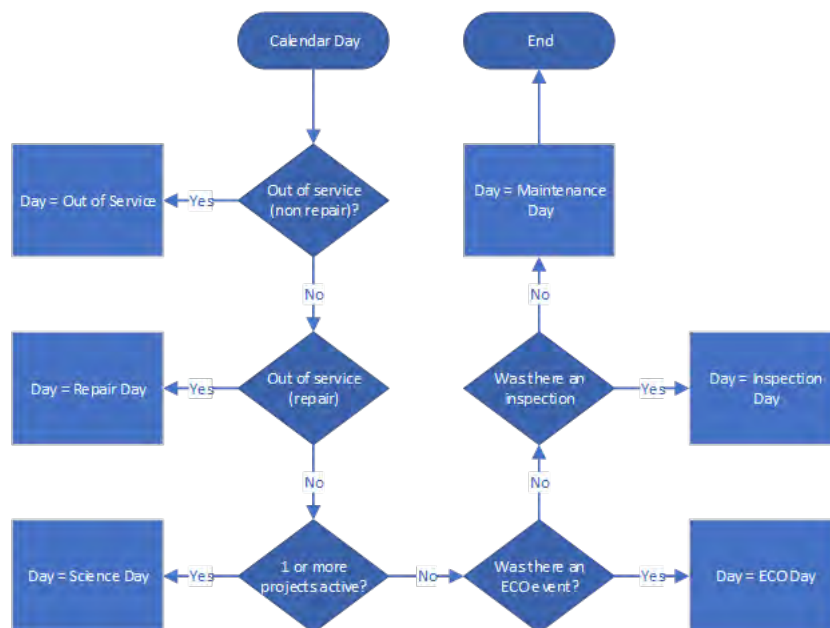 Calendar Day
End
Day = Out of Service
Yes
Out of service
(non repair)?
Day = Maintenance
Day
No
No
Day = Repair Day
Yes
Out of service
(repair)
Was there an
inspection
Yes
Day = Inspection
Day
No
No
Day = Science Day
Yes
1 or more
projects active?
No
Was there an
ECO event?
Yes
Day = ECO Day